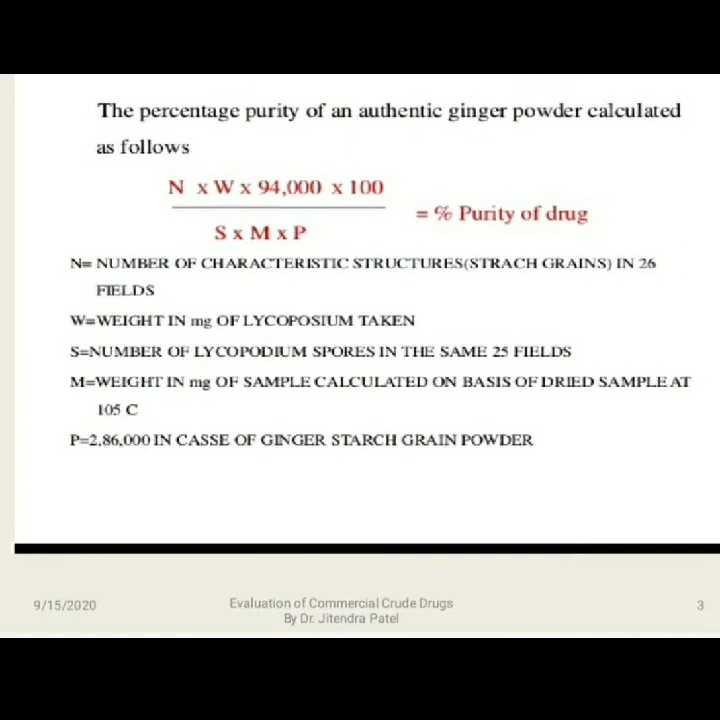 The percentage purity of an authentic ginger powder calculated
as follows
N x W x 94,000 x 100
= % Purity of drug
S x M x P
N= NUMBER OF CHARACTERISTIC STRUCTURES(STRACH GRAINS) IN 26
FIELDS
W=WEIGHT IN mg OF LYCOPOSIUM TAKEN
S=NUMBER OF LYCOPODIUM SPORES IN THE SAME 25 FIELDS
M=WEIGHT IN mg OF SAMPLE CALCULATED ON BASIS OF DRIED SAMPLE AT
105 C
P=2,86,000 IN CASSE OF GINGER STARCH GRAIN POWDER
9/15/2020
Evaluation of Commercial Crude Drugs
By Dr. Jitendra Patel
3